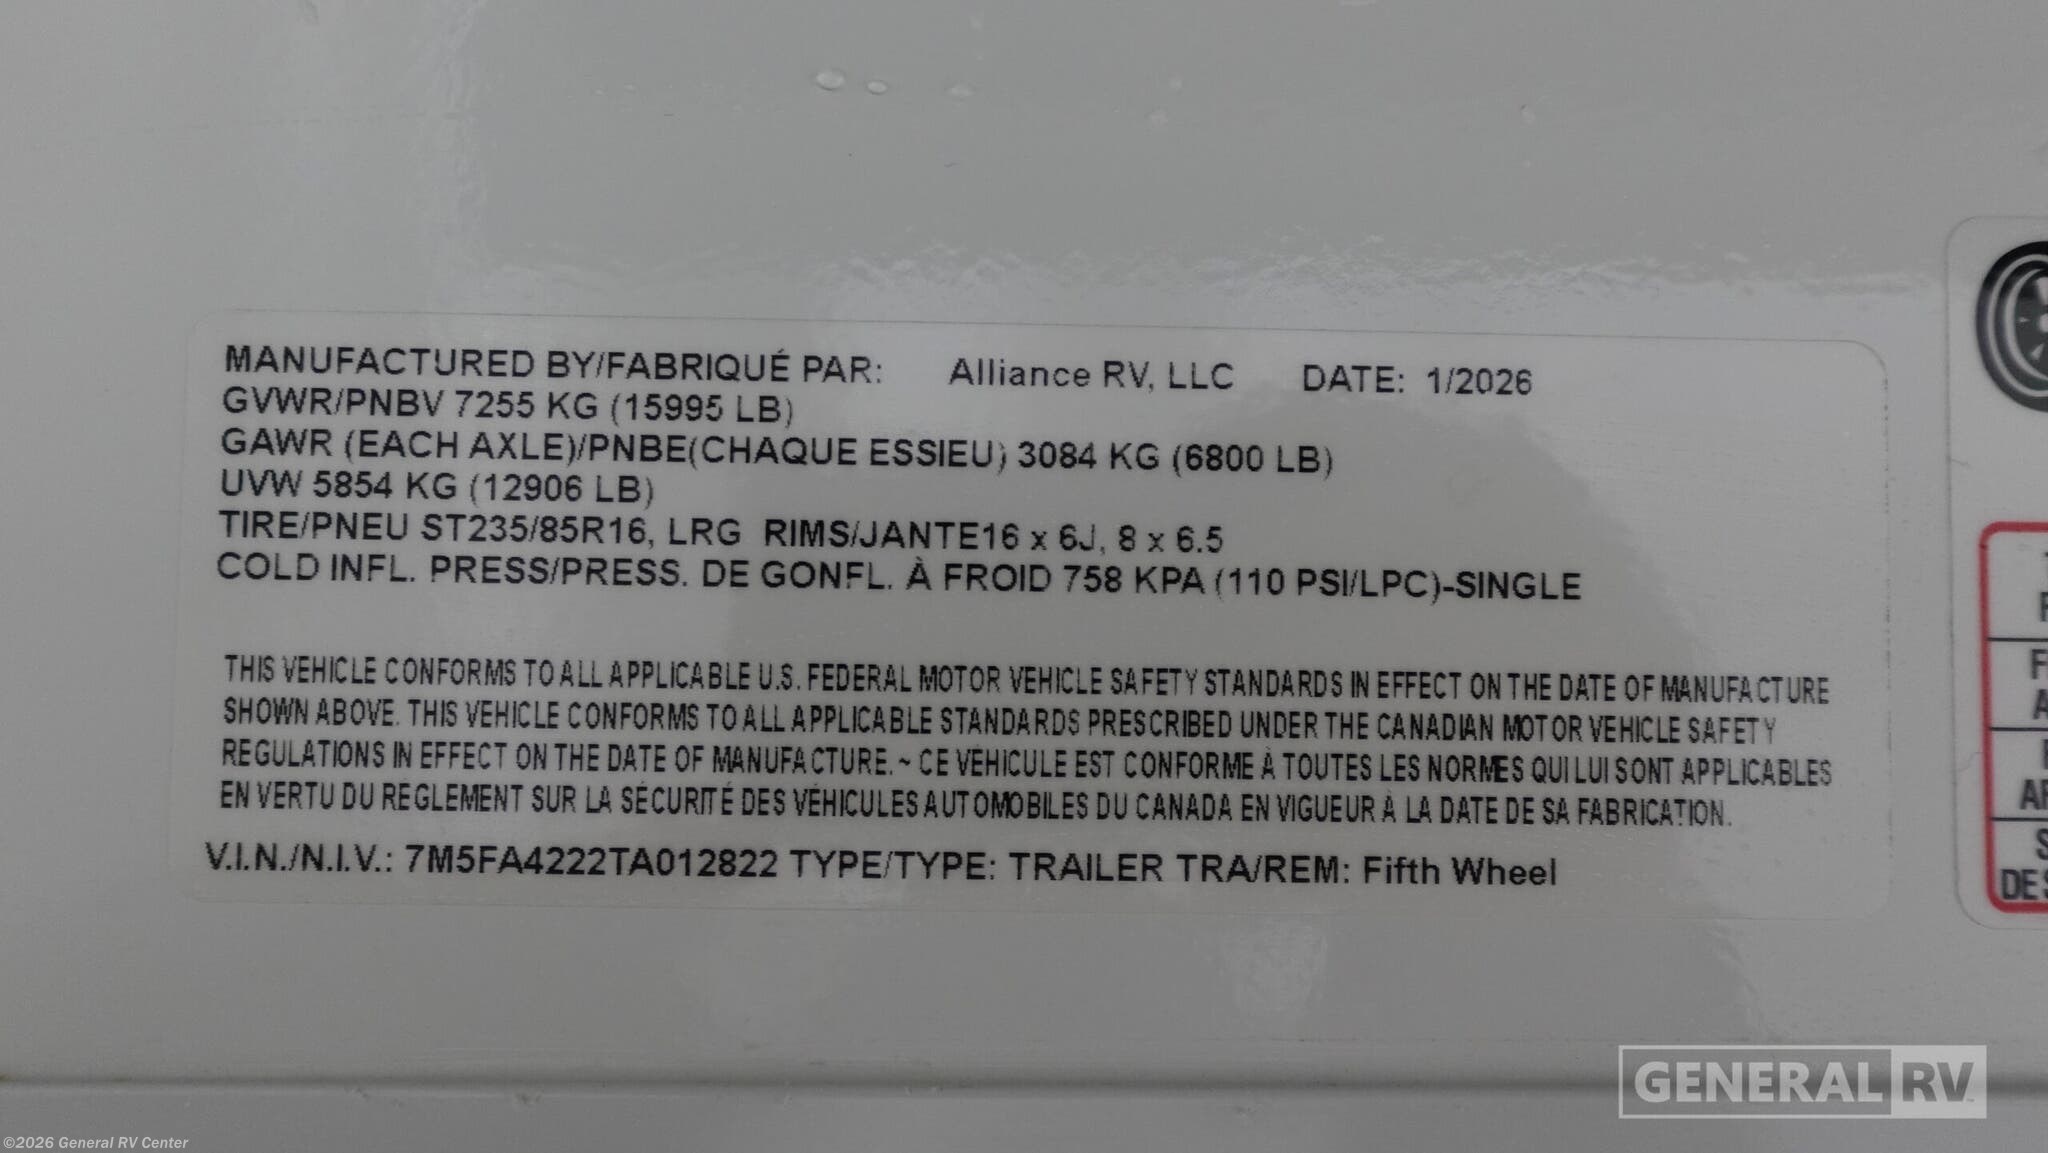 MANUFACTURED BY/FABRIQUÉ PAR: Alliance RV, LLC DATE: 1/2026
GVWR/PNBV 7255 KG (15995 LB)
GAWR (EACH AXLE)/PNBE(CHAQUE ESSIEU) 3084 KG (6800 LB)
UVW 5854 KG (12906 LB)
TIRE/PNEU ST235/85R16, LRG RIMS/JANTE16 x 6J, 8 x 6.5
COLD INFL. PRESS/PRESS. DE GONFL. À FROID 758 KPA (110 PSI/LPC)-SINGLE
THIS VEHICLE CONFORMS TO ALL APPLICABLE U.S. FEDERAL MOTOR VEHICLE SAFETY STANDARDS IN EFFECT ON THE DATE OF MANUFACTURE
SHOWN ABOVE. THIS VEHICLE CONFORMS TO ALL APPLICABLE STANDARDS PRESCRIBED UNDER THE CANADIAN MOTOR VEHICLE SAFETY
REGULATIONS IN EFFECT ON THE DATE OF MANUFACTURE. ~ CE VÉHICULE EST CONFORME À TOUTES LES NORMES QUI LUI SONT APPLICABLES
EN VERTU DU RÈGLEMENT SUR LA SÉCURITÉ DES VÉHICULES AUTOMOBILES DU CANADA EN VIGUEUR À LA DATE DE SA FABRICATION.
V.I.N./N.I.V.: 7M5FA4222TA012822 TYPE/TYPE: TRAILER TRA/REM: Fifth Wheel
GENERAL RV
©2026 General RV Center